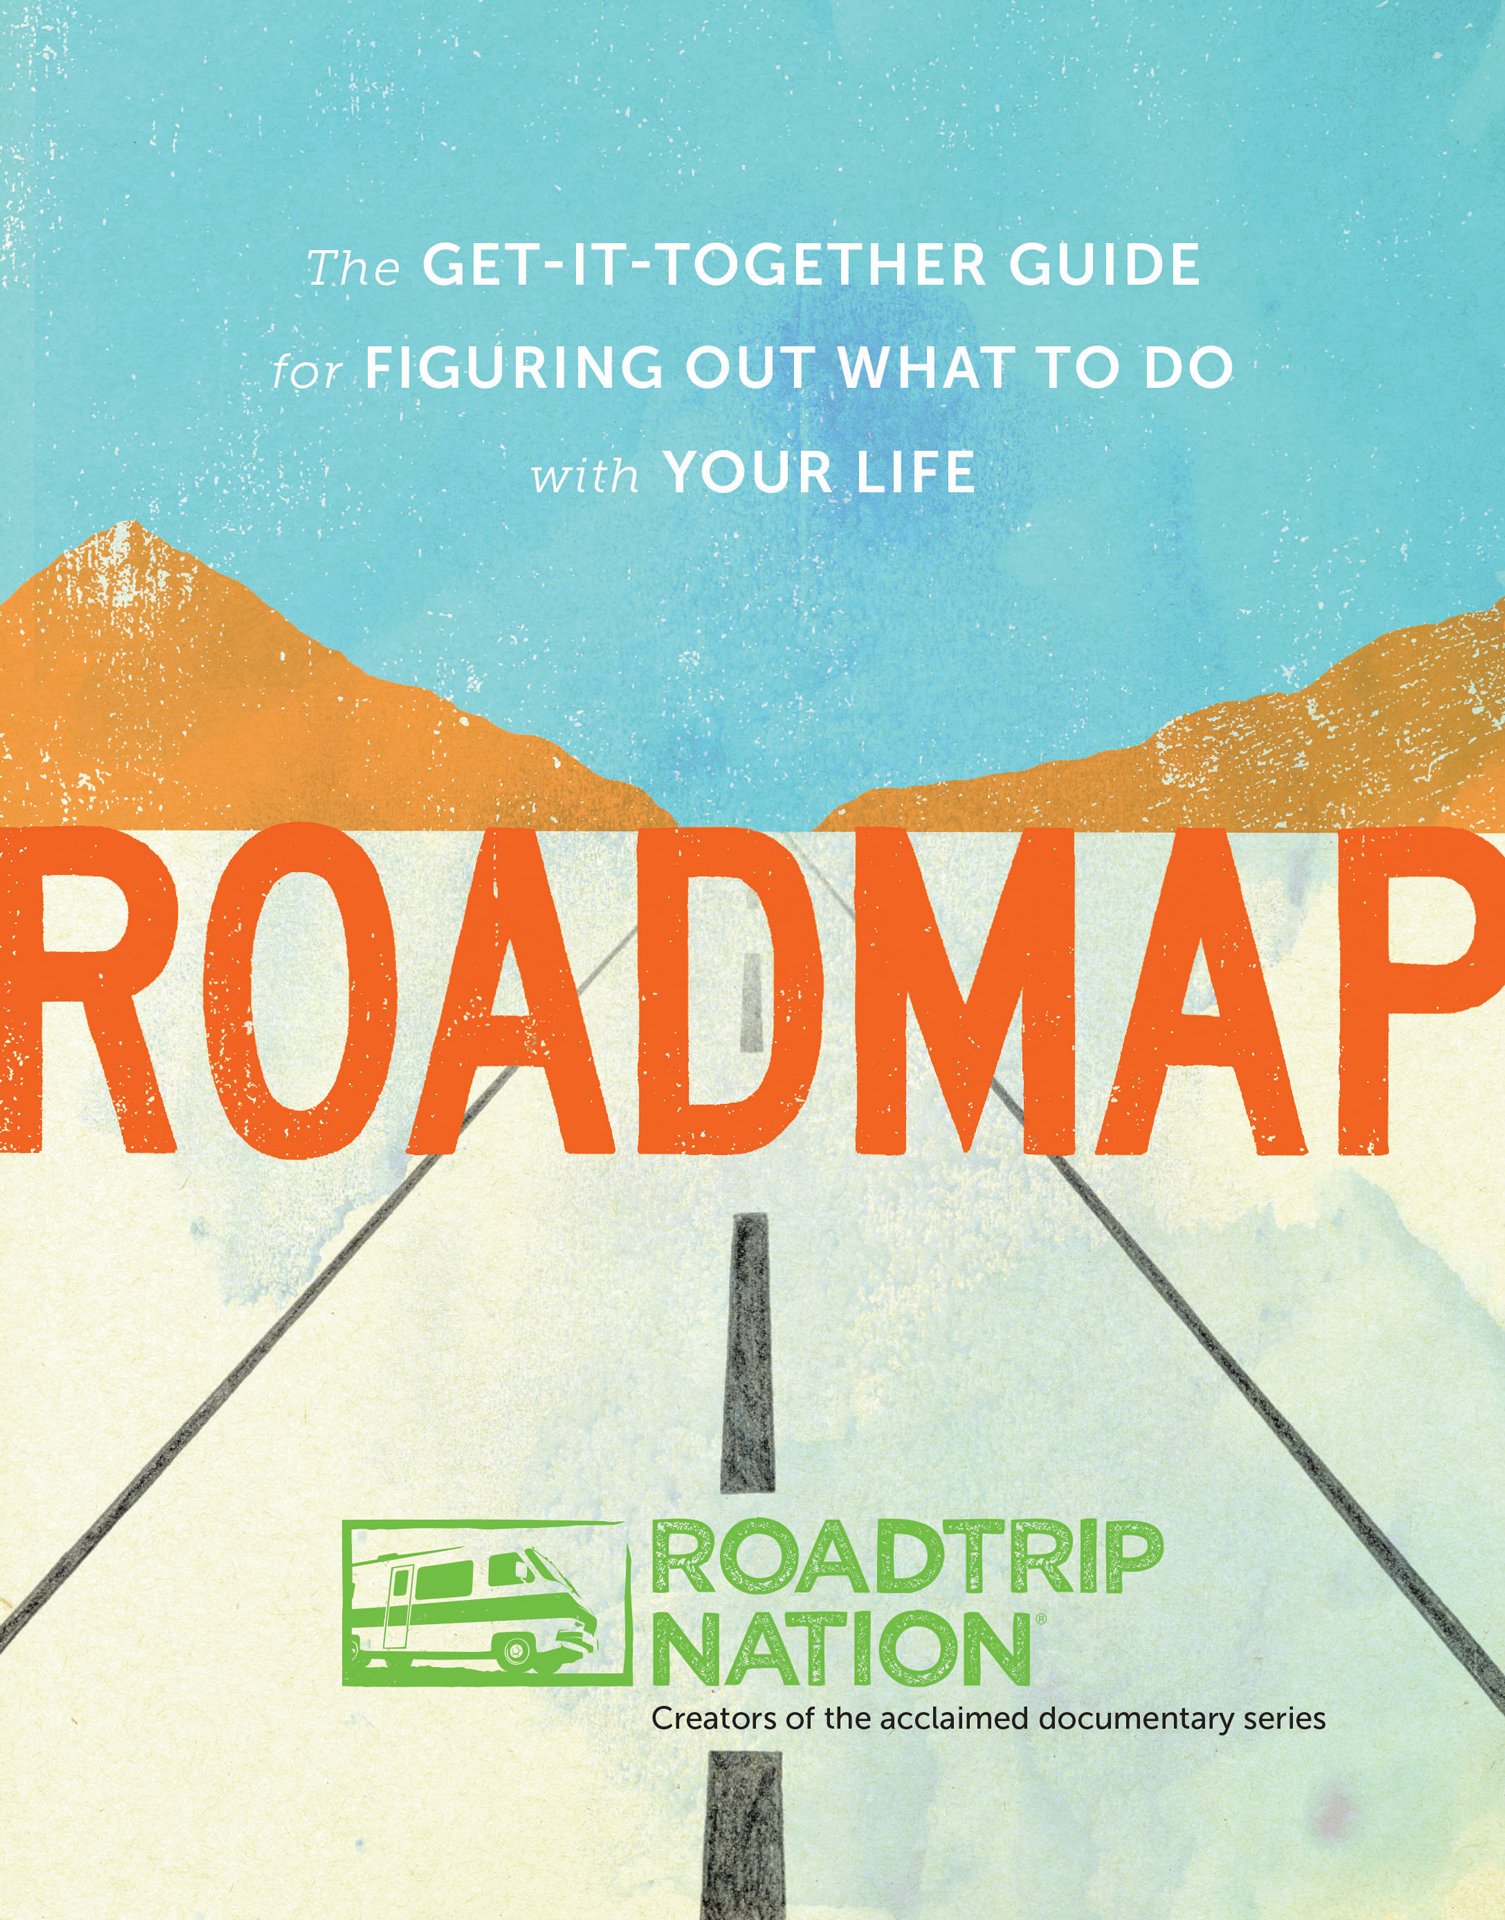 The GET-IT-TOGETHER GUIDE
for FIGURING OUT WHAT TO DO
with YOUR LIFE
ROADMAP
ROADTRIP
NATION®
Creators of the acclaimed documentary series